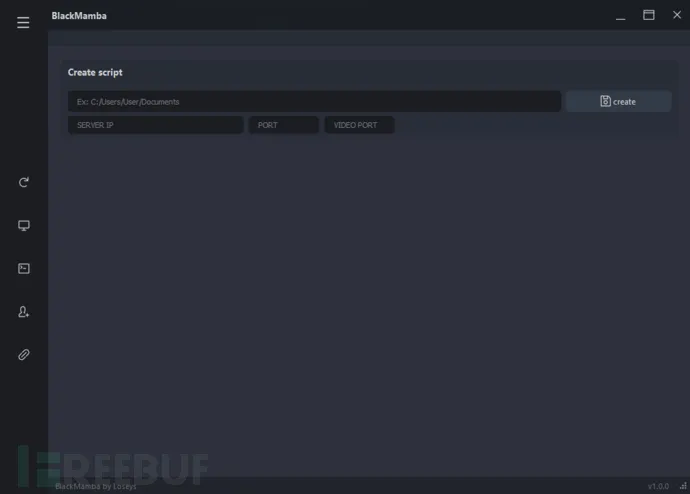 BlackMamba
Create script
Ex: C:/Users/User/Documents
create
SERVER IP
PORT
VIDEO PORT
REEBUF
BlackMamba by Loseys
v1.0.0